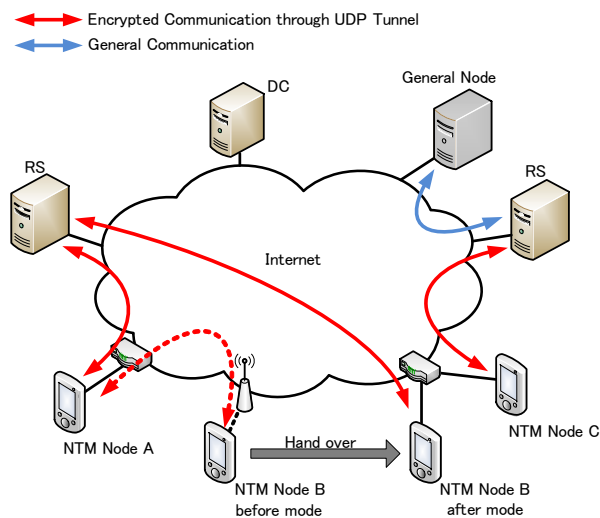 Encrypted Communication through UDP Tunnel
General Communication
DC
General Node
RS
RS
Internet
NTM Node A
Hand over
NTM Node C
NTM Node B
before mode
NTM Node B
after mode